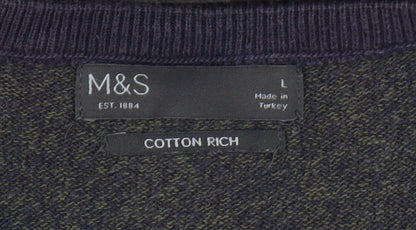 M&S
EST. 1884
L
Made in
Turkey
COTTON RICH